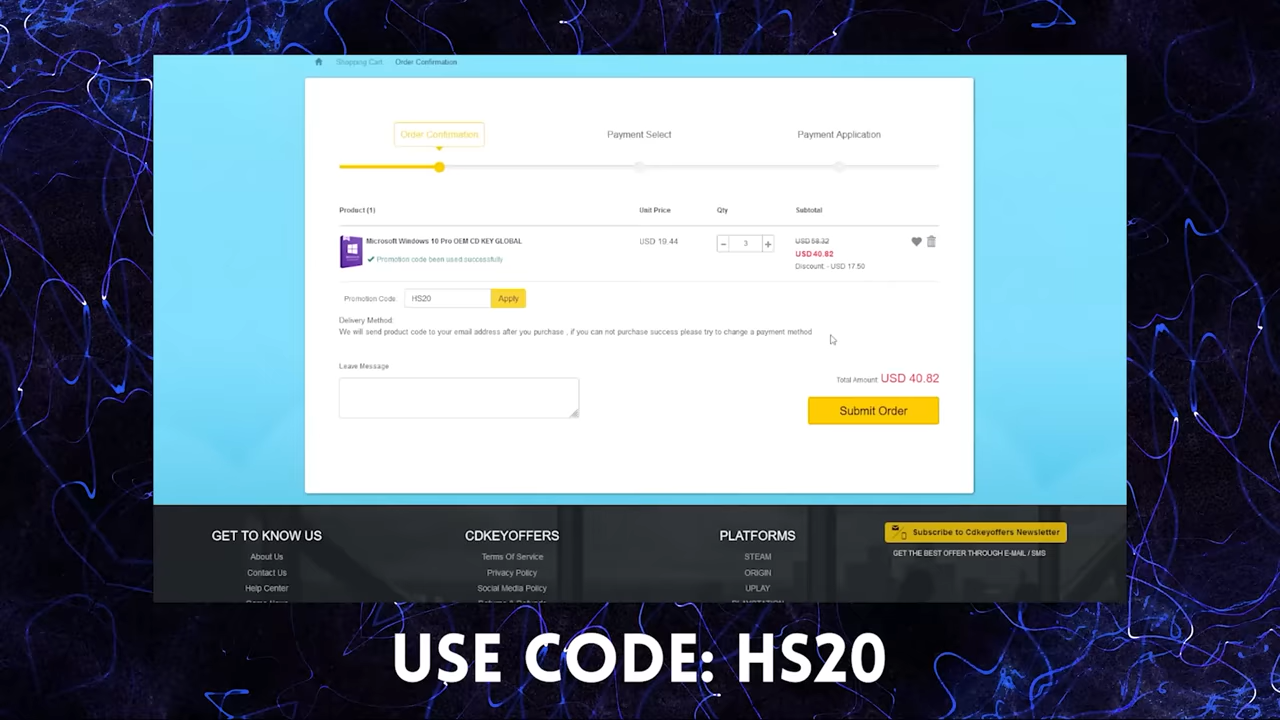 Shopping Cart Order Confirmation
Order Confirmation Payment Select Payment Application
Product (1) Unit Price Qty Subtotal
Microsoft Windows 10 Pro OEM CD KEY GLOBAL USD 19.44 3 USD 58.32
Promotion code been used successfully USD 40.82
Discount: - USD 17.50
Promotion Code HS20 Apply
Delivery Method:
We will send product code to your email address after you purchase , if you can not purchase success please try to change a payment method
Leave Message
Total Amount: USD 40.82
Submit Order
GET TO KNOW US CDKEYOFFERS PLATFORMS Subscribe to Cdkeyoffers Newsletter
About Us Terms Of Service STEAM GET THE BEST OFFER THROUGH E-MAIL / SMS
Contact Us Privacy Policy ORIGIN
Help Center Social Media Policy UPLAY
USE CODE: HS20